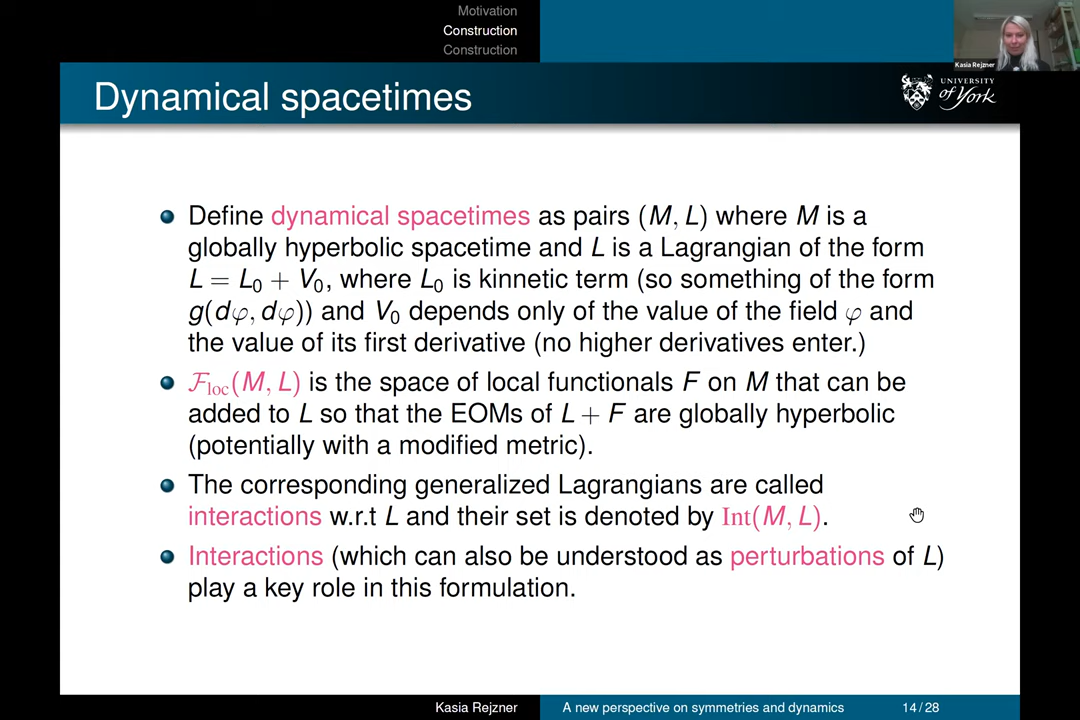 Motivation
Construction
Construction
Kasia Rejzner
Dynamical spacetimes
UNIVERSITY
of York
Define dynamical spacetimes as pairs (M, L) where M is a
globally hyperbolic spacetime and L is a Lagrangian of the form
L = L₀ + V₀, where L₀ is kinnetic term (so something of the form
g(dφ, dφ)) and V₀ depends only of the value of the field φ and
the value of its first derivative (no higher derivatives enter.)
𝓕loc(M, L) is the space of local functionals F on M that can be
added to L so that the EOMs of L + F are globally hyperbolic
(potentially with a modified metric).
The corresponding generalized Lagrangians are called
interactions w.r.t L and their set is denoted by Int(M, L).
Interactions (which can also be understood as perturbations of L)
play a key role in this formulation.
Kasia Rejzner
A new perspective on symmetries and dynamics
14 / 28